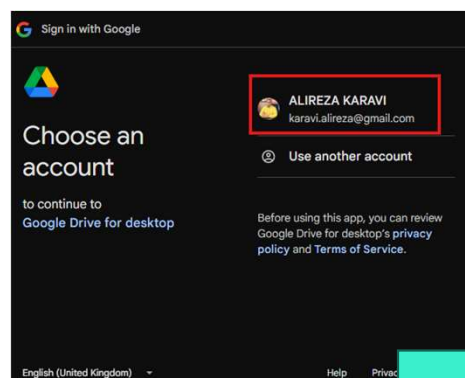 Sign in with Google
Choose an
account
to continue to
Google Drive for desktop
ALIREZA KARAVI
karavi.alireza@gmail.com
Use another account
Before using this app, you can review
Google Drive for desktop's privacy
policy and Terms of Service.
English (United Kingdom)
Help